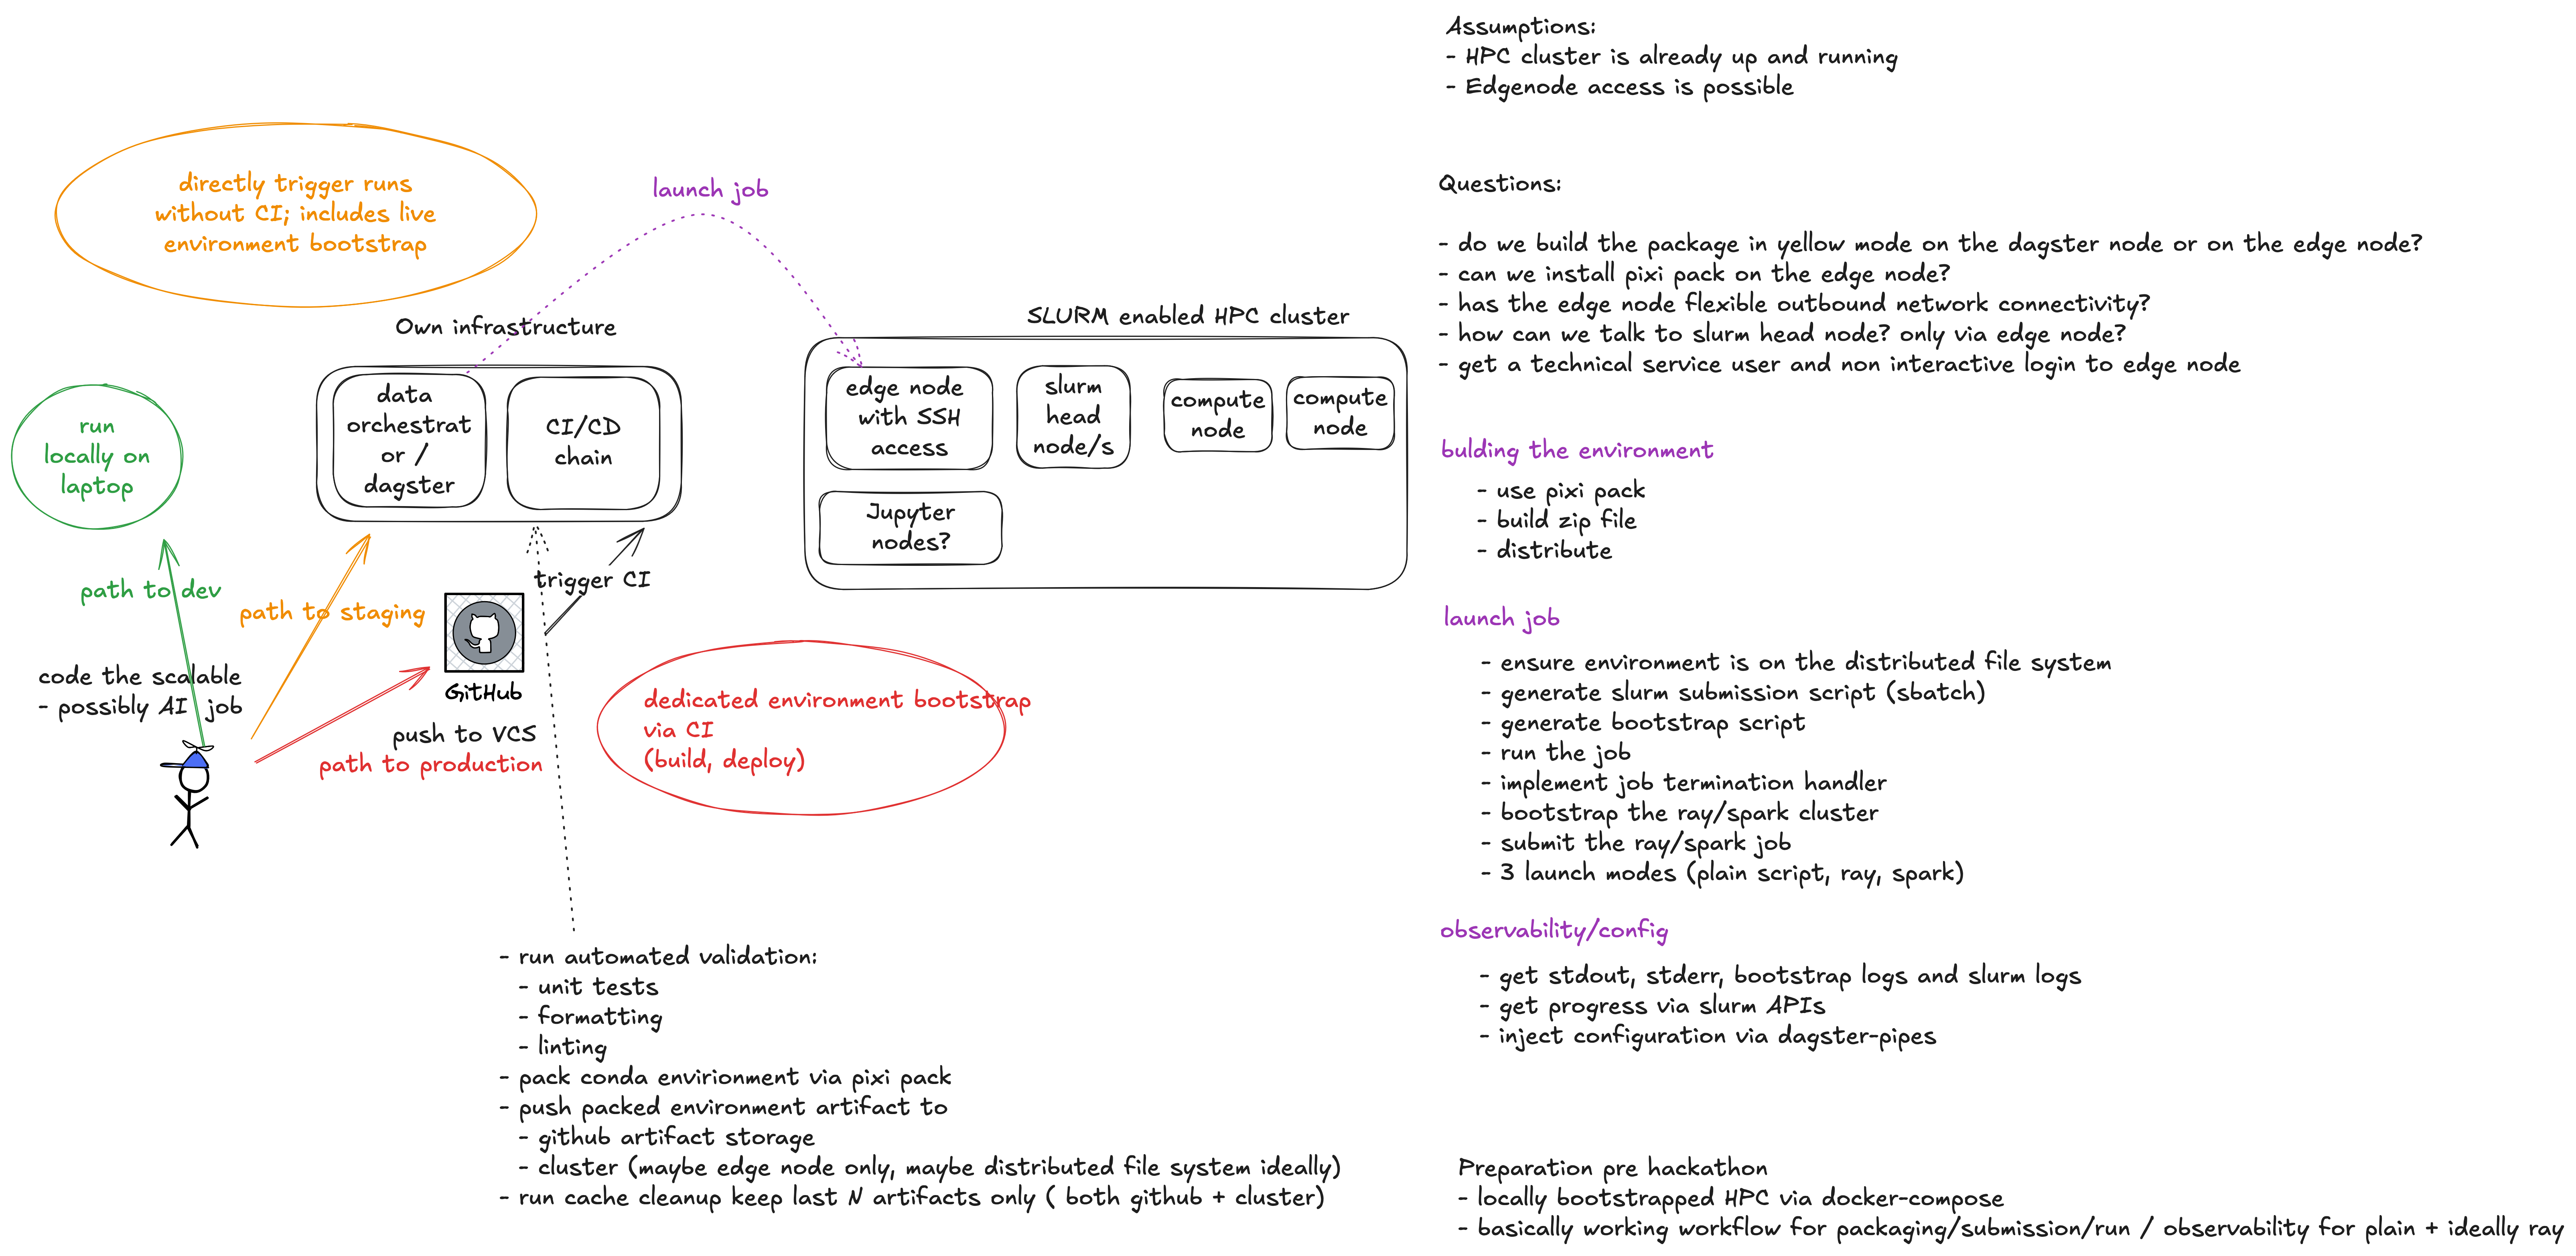 directly trigger runs
without CI; includes live
environment bootstrap
launch job
Own infrastructure
data
orchestrat
or /
dagster
CI/CD
chain
SLURM enabled HPC cluster
edge node
with SSH
access
slurm
head
node/s
compute
node
compute
node
Jupyter
nodes?
run
locally on
laptop
path to dev
path to staging
trigger CI
GitHub
code the scalable
- possibly AI job
push to VCS
path to production
dedicated environment bootstrap
via CI
(build, deploy)
- run automated validation:
- unit tests
- formatting
- linting
- pack conda envirionment via pixi pack
- push packed environment artifact to
- github artifact storage
- cluster (maybe edge node only, maybe distributed file system ideally)
- run cache cleanup keep last N artifacts only ( both github + cluster)
Assumptions:
- HPC cluster is already up and running
- Edgenode access is possible
Questions:
- do we build the package in yellow mode on the dagster node or on the edge node?
- can we install pixi pack on the edge node?
- has the edge node flexible outbound network connectivity?
- how can we talk to slurm head node? only via edge node?
- get a technical service user and non interactive login to edge node
bulding the environment
- use pixi pack
- build zip file
- distribute
launch job
- ensure environment is on the distributed file system
- generate slurm submission script (sbatch)
- generate bootstrap script
- run the job
- implement job termination handler
- bootstrap the ray/spark cluster
- submit the ray/spark job
- 3 launch modes (plain script, ray, spark)
observability/config
- get stdout, stderr, bootstrap logs and slurm logs
- get progress via slurm APIs
- inject configuration via dagster-pipes
Preparation pre hackathon
- locally bootstrapped HPC via docker-compose
- basically working workflow for packaging/submission/run / observability for plain + ideally ray